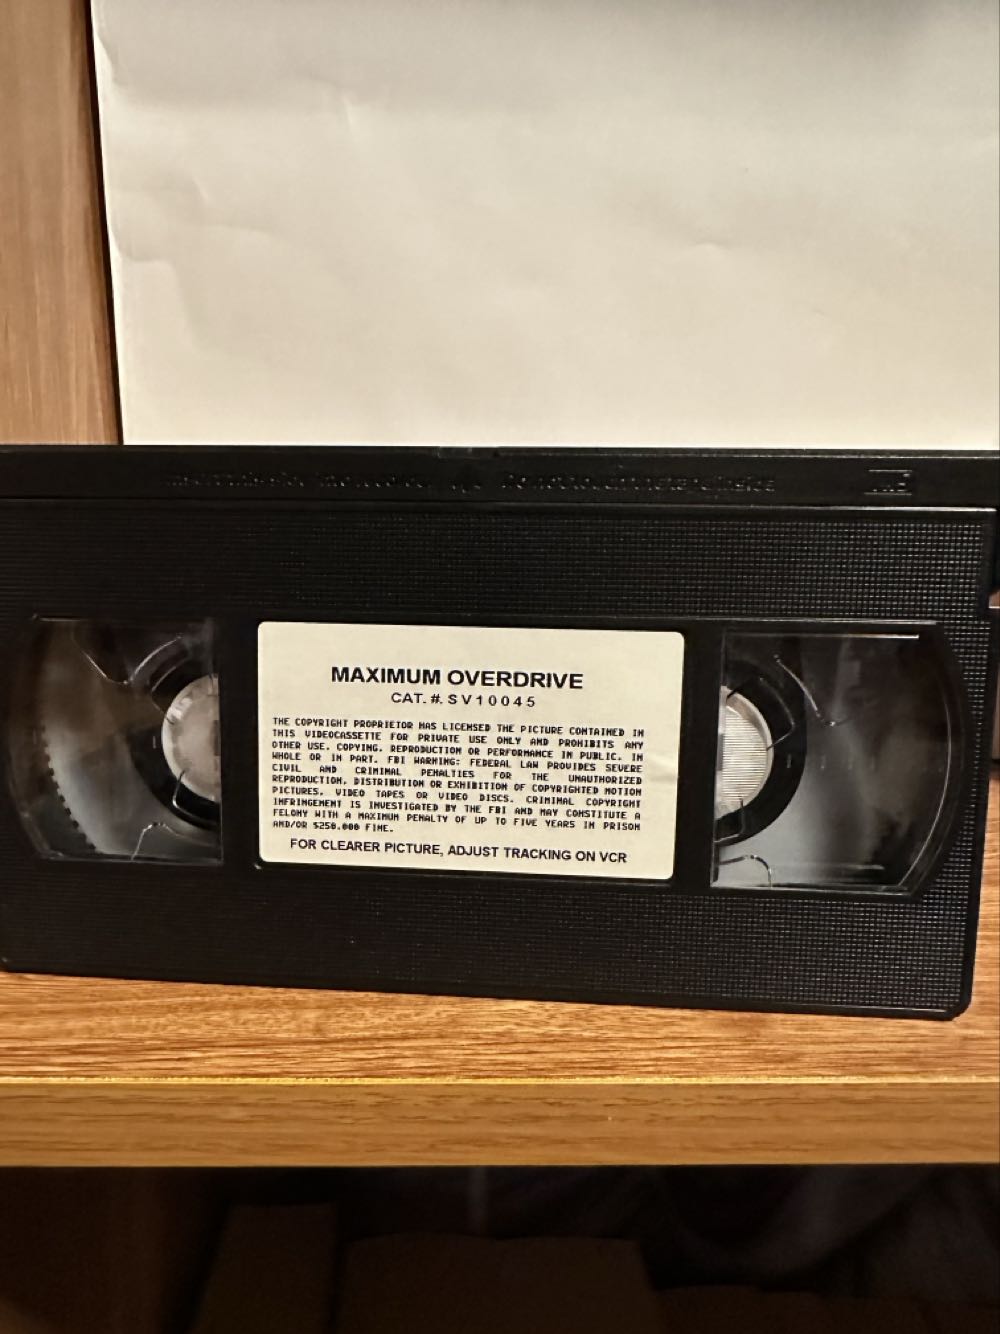 MAXIMUM OVERDRIVE
CAT. #. SV10045
THE COPYRIGHT PROPRIETOR HAS LICENSED THE PICTURE CONTAINED IN
THIS VIDEOCASSETTE FOR PRIVATE USE ONLY AND PROHIBITS ANY
OTHER USE, COPYING, REPRODUCTION OR PERFORMANCE IN PUBLIC, IN
WHOLE OR IN PART. FBI WARNING: FEDERAL LAW PROVIDES SEVERE
CIVIL AND CRIMINAL PENALTIES FOR THE UNAUTHORIZED
REPRODUCTION, DISTRIBUTION OR EXHIBITION OF COPYRIGHTED MOTION
PICTURES, VIDEO TAPES OR VIDEO DISCS. CRIMINAL COPYRIGHT
INFRINGEMENT IS INVESTIGATED BY THE FBI AND MAY CONSTITUTE A
FELONY WITH A MAXIMUM PENALTY OF UP TO FIVE YEARS IN PRISON
AND/OR $250.000 FINE.
FOR CLEARER PICTURE, ADJUST TRACKING ON VCR